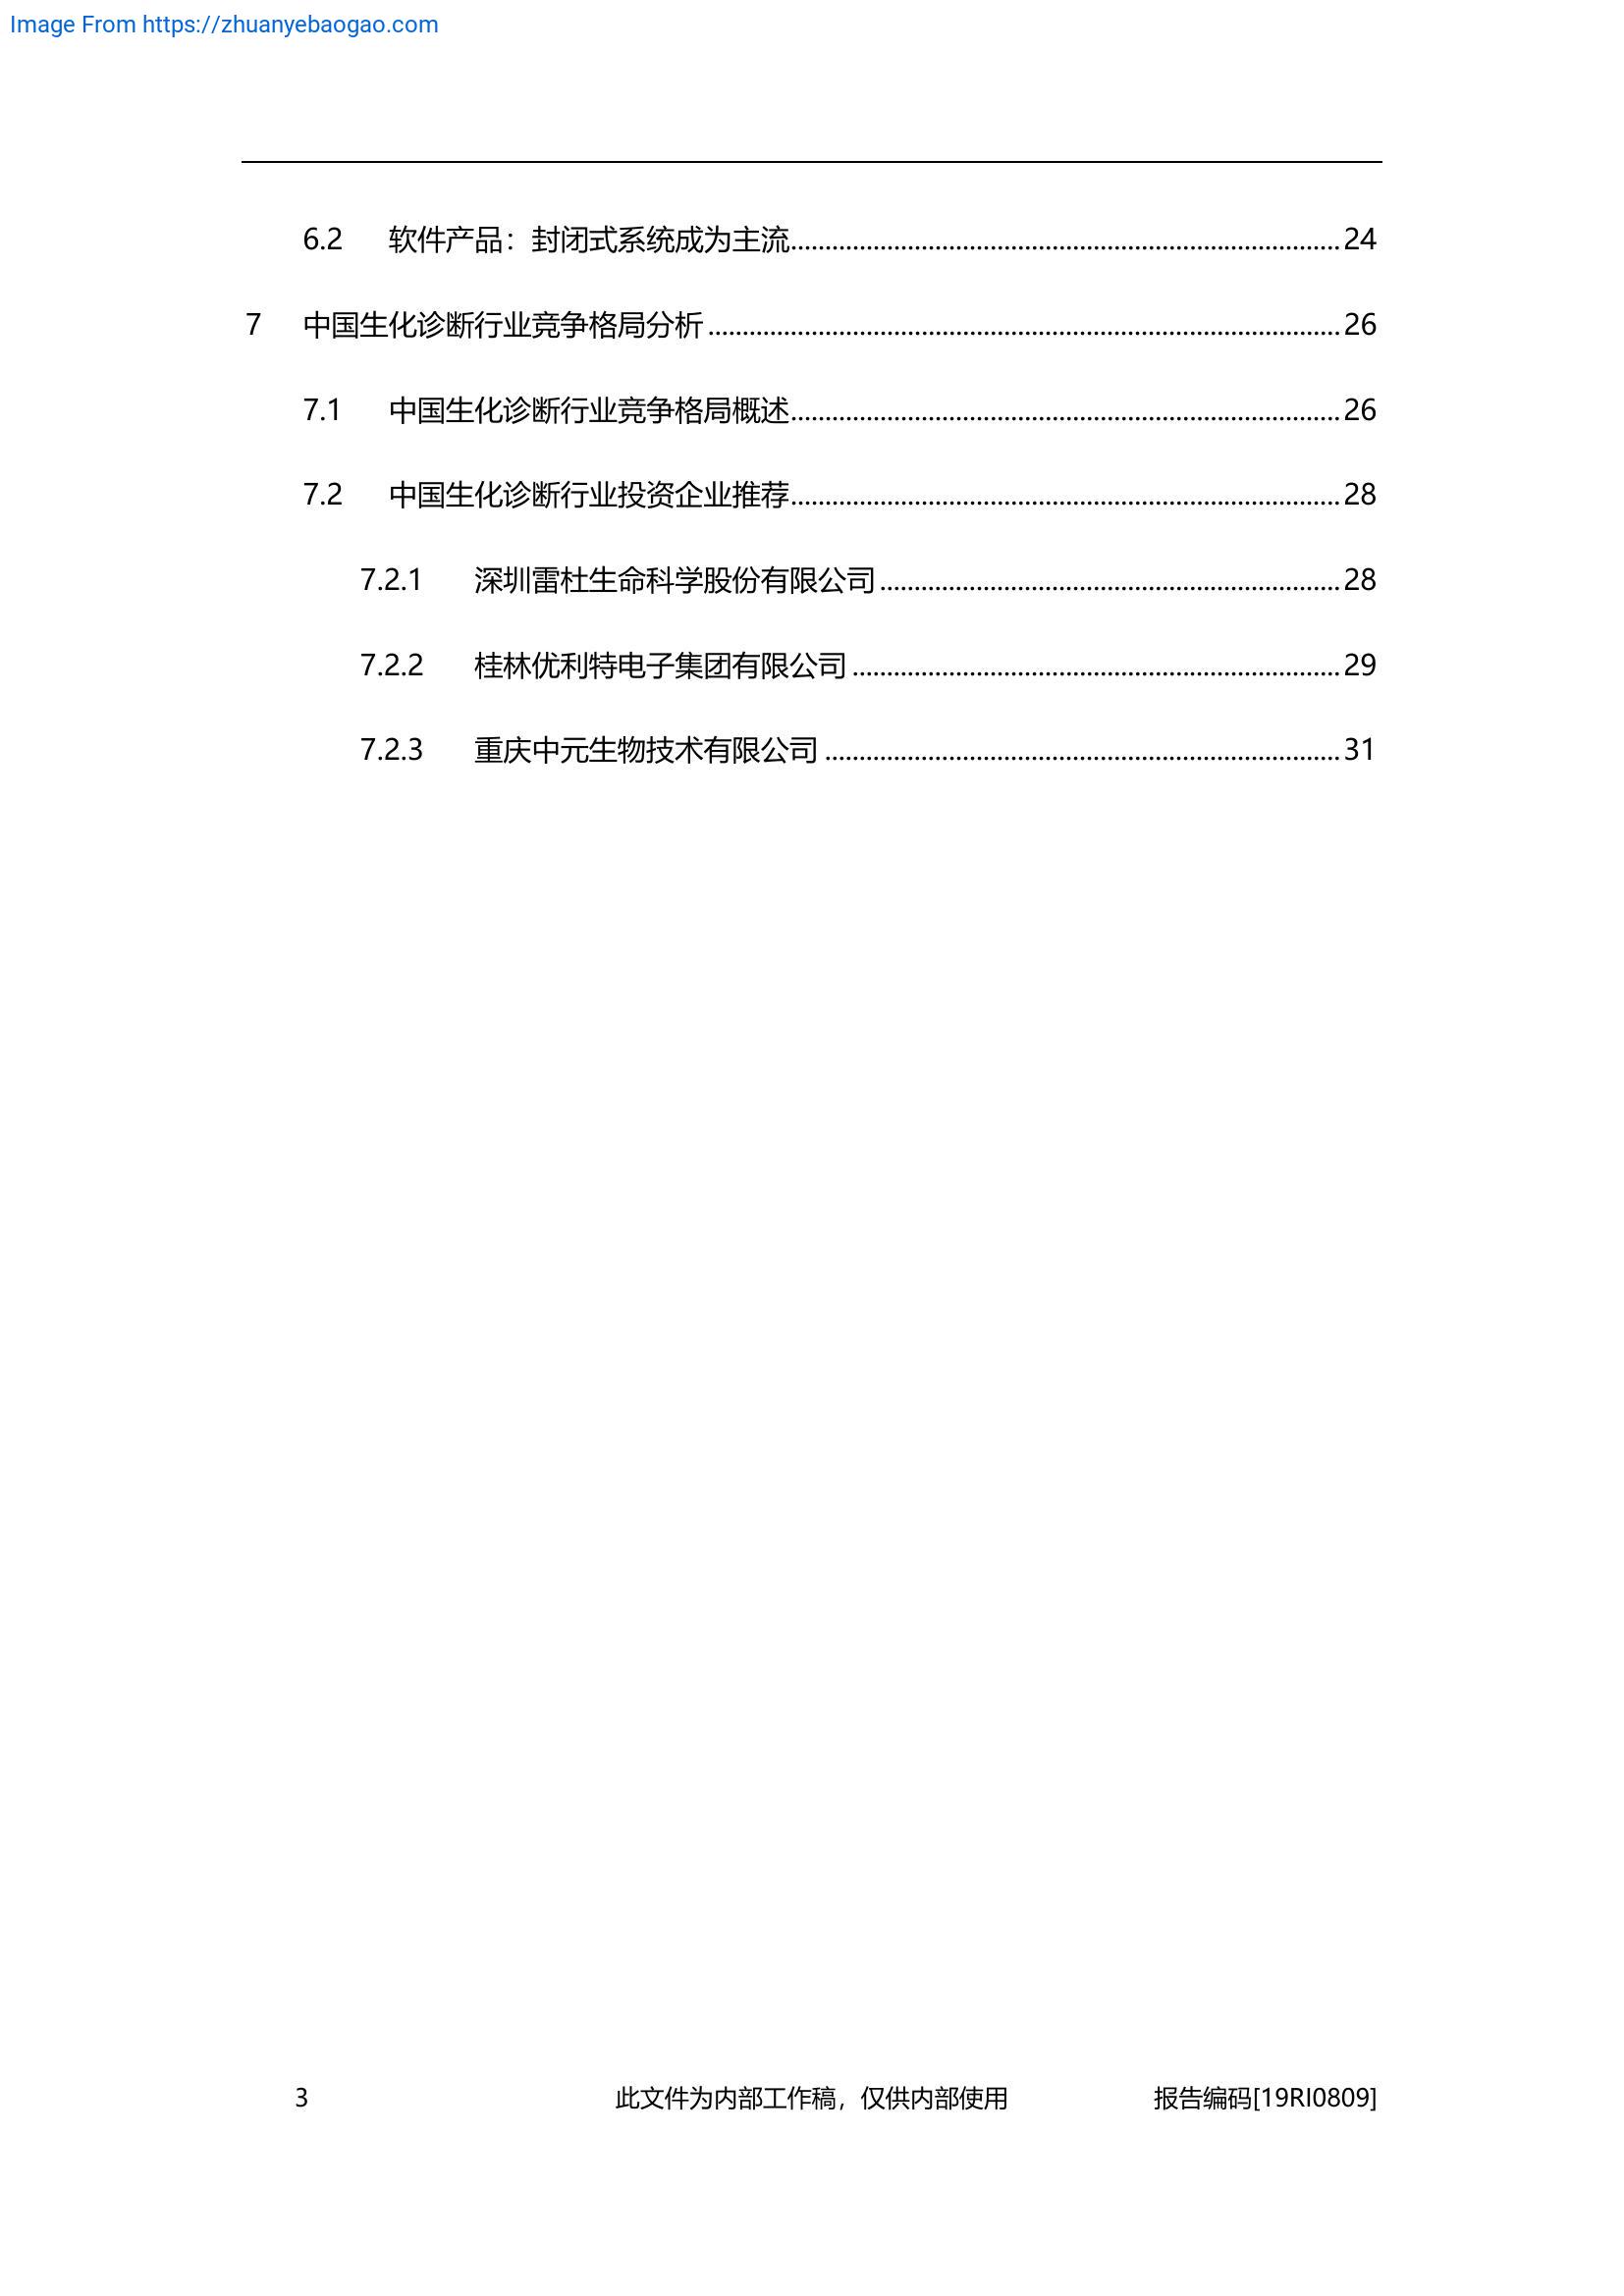 Image From https://zhuanyebaogao.com
6.2 软件产品：封闭式系统成为主流................................................................................24
7 中国生化诊断行业竞争格局分析............................................................................................26
7.1 中国生化诊断行业竞争格局概述................................................................................26
7.2 中国生化诊断行业投资企业推荐................................................................................28
7.2.1 深圳雷杜生命科学股份有限公司...................................................................28
7.2.2 桂林优利特电子集团有限公司.......................................................................29
7.2.3 重庆中元生物技术有限公司...........................................................................31
3 此文件为内部工作稿，仅供内部使用 报告编码[19RI0809]